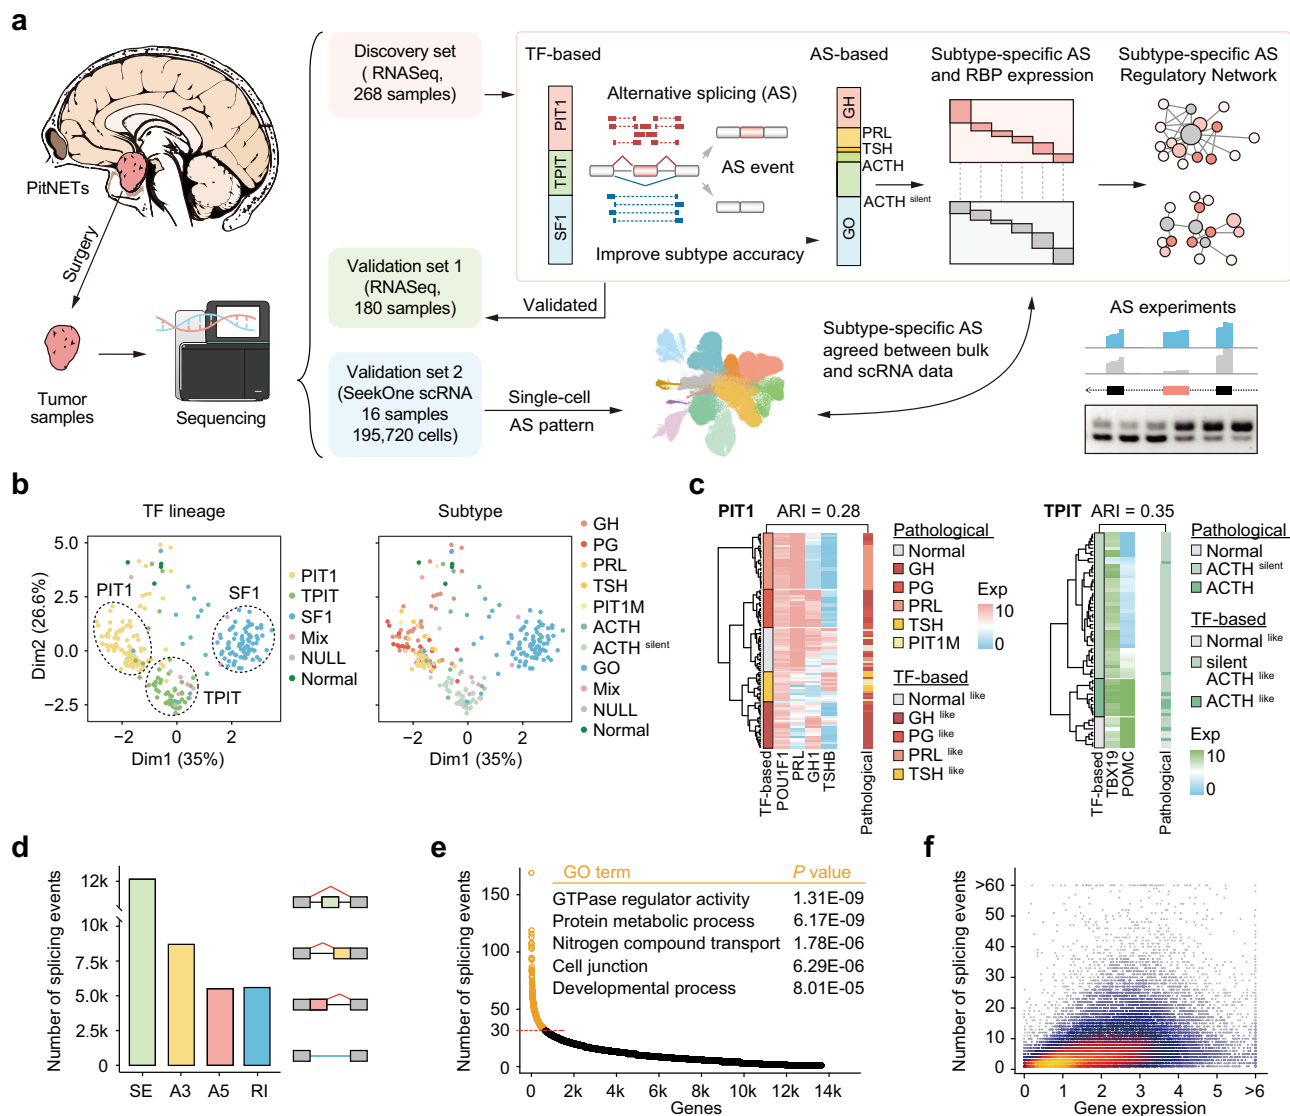 a
PitNETs
Surgery
Tumor
samples
Sequencing
Discovery set
( RNASeq,
268 samples)
Validation set 1
(RNASeq,
180 samples)
Validation set 2
(SeekOne scRNA
16 samples
195,720 cells)
TF-based
PIT1
TPIT
SF1
Alternative splicing (AS)
AS event
Improve subtype accuracy
AS-based
GH
PRL
TSH
ACTH
ACTH silent
GO
Subtype-specific AS
and RBP expression
Subtype-specific AS
Regulatory Network
Validated
Single-cell
AS pattern
Subtype-specific AS
agreed between bulk
and scRNA data
AS experiments
b
TF lineage
Dim2 (26.6%)
5.0
2.5
0.0
−2.5
PIT1
SF1
TPIT
−2
0
2
Dim1 (35%)
PIT1
TPIT
SF1
Mix
NULL
Normal
Subtype
−2
0
2
Dim1 (35%)
GH
PG
PRL
TSH
PIT1M
ACTH
ACTH silent
GO
Mix
NULL
Normal
c
PIT1
ARI = 0.28
TF-based
POU1F1
PRL
GH1
TSHB
Pathological
Pathological
Normal
GH
PG
PRL
TSH
PIT1M
Exp
10
0
TF-based
Normal like
GH like
PG like
PRL like
TSH like
TPIT
ARI = 0.35
TF-based
TBX19
POMC
Pathological
Pathological
Normal
ACTH silent
ACTH
TF-based
Normal like
silent
ACTH like
ACTH like
Exp
10
0
d
Number of splicing events
12k
10k
7.5k
5.0k
2.5k
0
SE
A3
A5
RI
e
Number of splicing events
150
100
50
30
0
GO term P value
GTPase regulator activity 1.31E-09
Protein metabolic process 6.17E-09
Nitrogen compound transport 1.78E-06
Cell junction 6.29E-06
Developmental process 8.01E-05
0
2k
6k
10k
14k
Genes
f
Number of splicing events
>60
50
40
30
20
10
0
0
1
2
3
4
5
>6
Gene expression